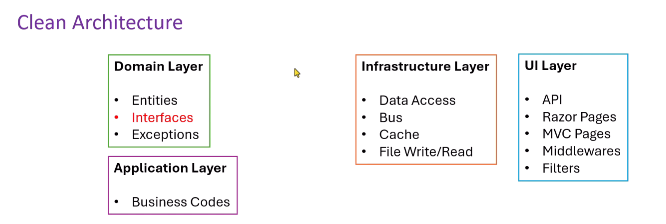 Clean Architecture
Domain Layer
• Entities
• Interfaces
• Exceptions
Application Layer
• Business Codes
Infrastructure Layer
• Data Access
• Bus
• Cache
• File Write/Read
UI Layer
• API
• Razor Pages
• MVC Pages
• Middlewares
• Filters